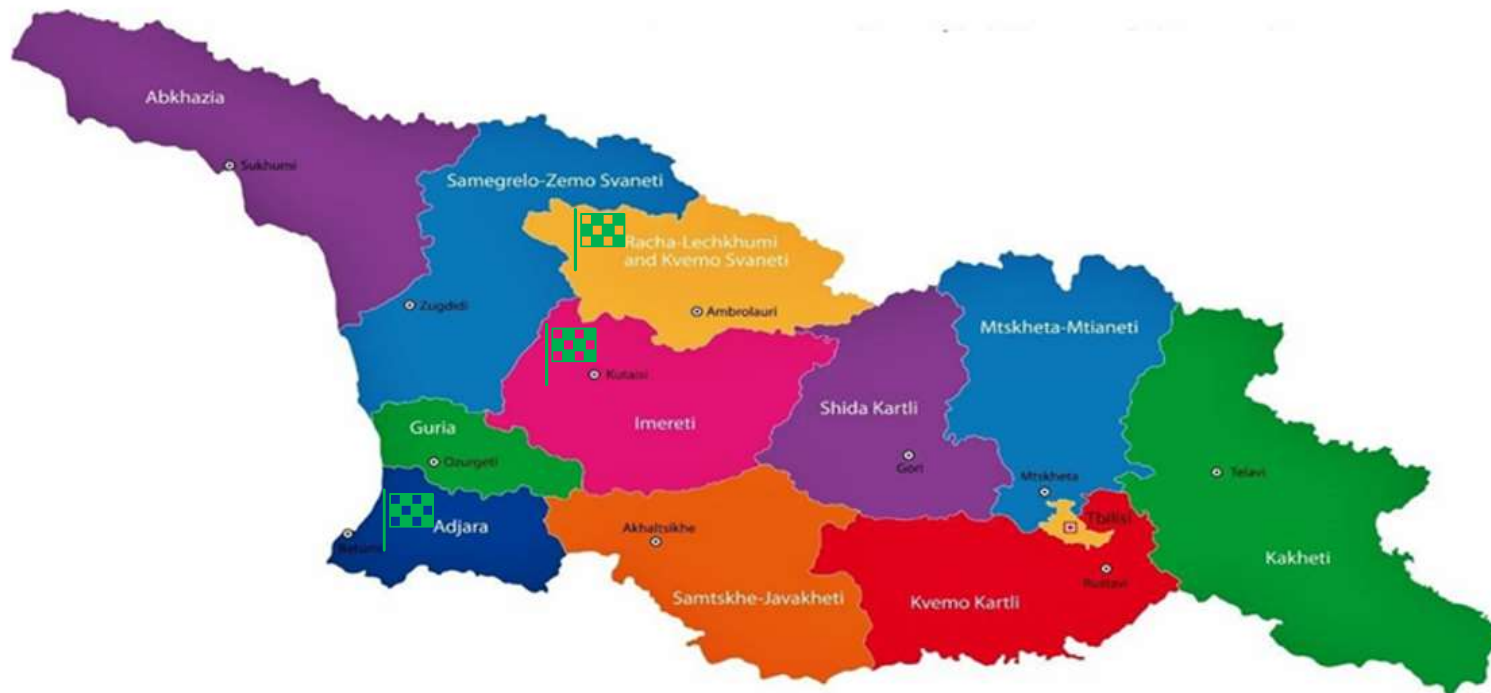 Abkhazia
Sukhumi
Samegrelo-Zemo Svaneti
Racha-Lechkhumi
and Kvemo Svaneti
Zugdidi
Ambrolauri
Mtskheta-Mtianeti
Kutaisi
Shida Kartli
Imereti
Guria
Ozurgeti
Gori
Mtskheta
Telavi
Adjara
Batumi
Akhaltsikhe
Tbilisi
Kakheti
Rustavi
Samtskhe-Javakheti
Kvemo Kartli